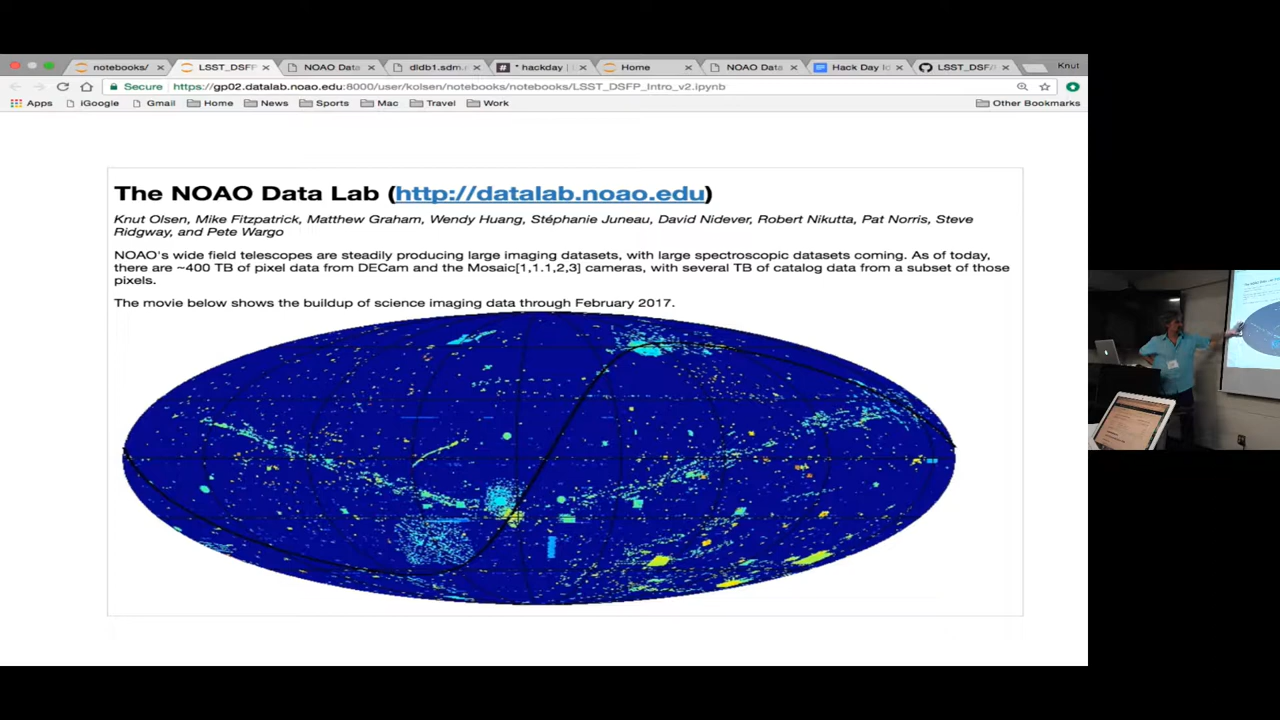 notebooks/
LSST_DSFP
NOAO Data
dldb1.sdm.
* hackday |
Home
NOAO Data
Hack Day Id
LSST_DSF
Knut
Secure https://gp02.datalab.noao.edu:8000/user/kolsen/notebooks/notebooks/LSST_DSFP_Intro_v2.ipynb
Apps iGoogle Gmail Home News Sports Mac Travel Work Other Bookmarks
The NOAO Data Lab (http://datalab.noao.edu)
Knut Olsen, Mike Fitzpatrick, Matthew Graham, Wendy Huang, Stéphanie Juneau, David Nidever, Robert Nikutta, Pat Norris, Steve
Ridgway, and Pete Wargo
NOAO's wide field telescopes are steadily producing large imaging datasets, with large spectroscopic datasets coming. As of today,
there are ~400 TB of pixel data from DECam and the Mosaic[1,1.1,2,3] cameras, with several TB of catalog data from a subset of those
pixels.
The movie below shows the buildup of science imaging data through February 2017.